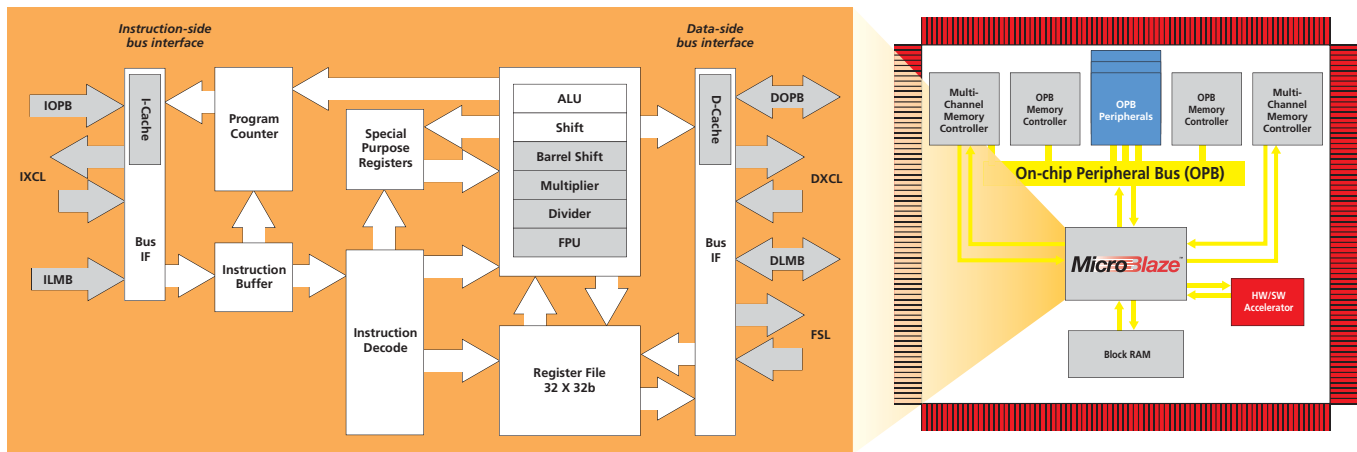 Instruction-side
bus interface
Data-side
bus interface
IOPB
IXCL
ILMB
I-Cache
Bus
IF
Program
Counter
Instruction
Buffer
Special
Purpose
Registers
Instruction
Decode
ALU
Shift
Barrel Shift
Multiplier
Divider
FPU
Register File
32 X 32b
D-Cache
Bus
IF
DOPB
DXCL
DLMB
FSL
Multi-
Channel
Memory
Controller
OPB
Memory
Controller
OPB
Peripherals
OPB
Memory
Controller
Multi-
Channel
Memory
Controller
On-chip Peripheral Bus (OPB)
MicroBlaze™
HW/SW
Accelerator
Block RAM